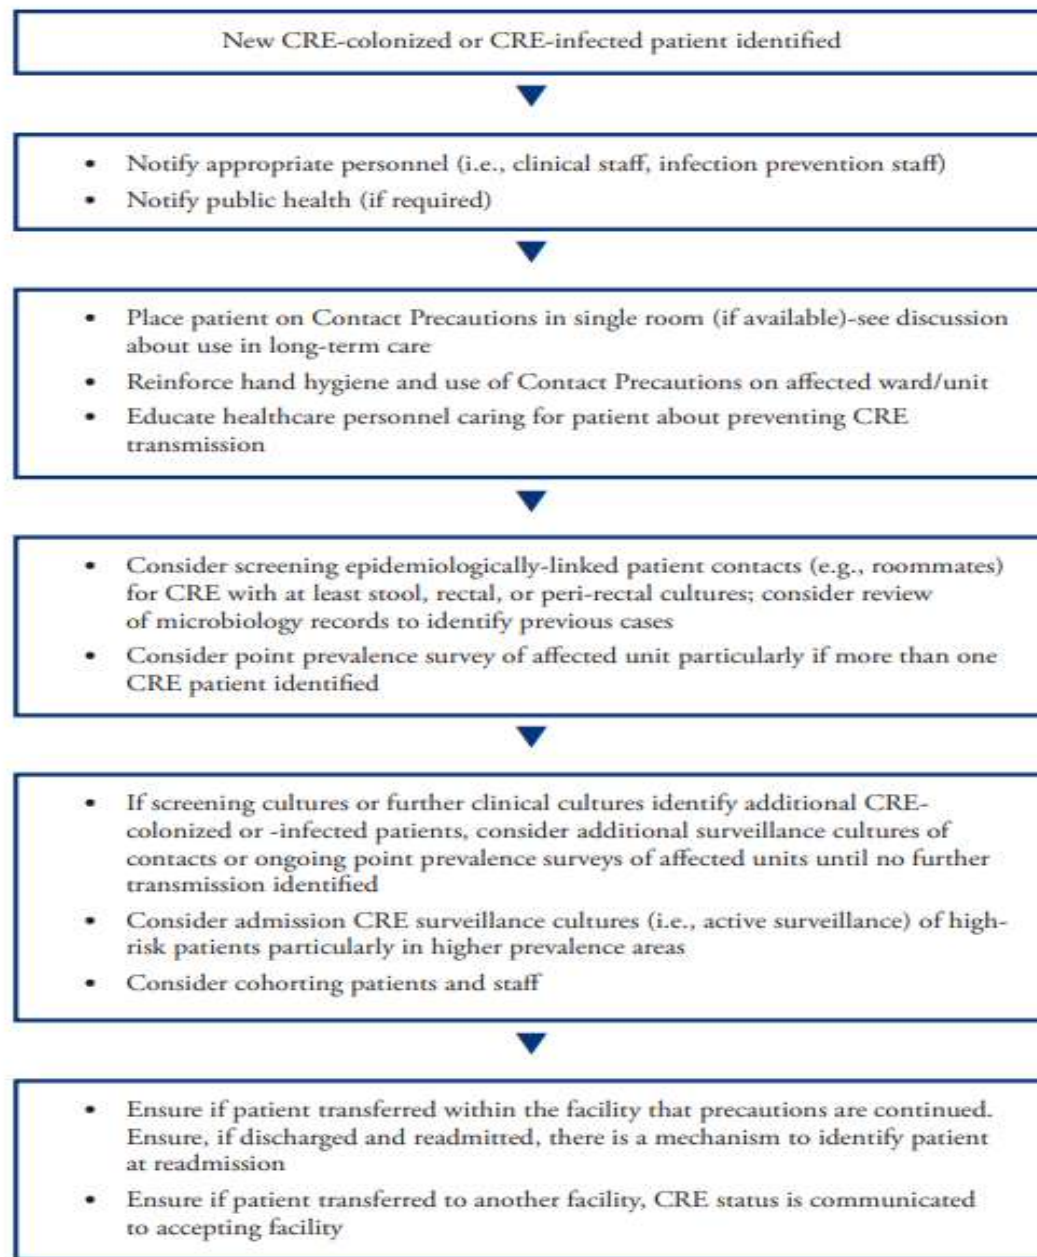 New CRE-colonized or CRE-infected patient identified
• Notify appropriate personnel (i.e., clinical staff, infection prevention staff)
• Notify public health (if required)
• Place patient on Contact Precautions in single room (if available)-see discussion
about use in long-term care
• Reinforce hand hygiene and use of Contact Precautions on affected ward/unit
• Educate healthcare personnel caring for patient about preventing CRE
transmission
• Consider screening epidemiologically-linked patient contacts (e.g., roommates)
for CRE with at least stool, rectal, or peri-rectal cultures; consider review
of microbiology records to identify previous cases
• Consider point prevalence survey of affected unit particularly if more than one
CRE patient identified
• If screening cultures or further clinical cultures identify additional CRE-
colonized or -infected patients, consider additional surveillance cultures of
contacts or ongoing point prevalence surveys of affected units until no further
transmission identified
• Consider admission CRE surveillance cultures (i.e., active surveillance) of high-
risk patients particularly in higher prevalence areas
• Consider cohorting patients and staff
• Ensure if patient transferred within the facility that precautions are continued.
Ensure, if discharged and readmitted, there is a mechanism to identify patient
at readmission
• Ensure if patient transferred to another facility, CRE status is communicated
to accepting facility